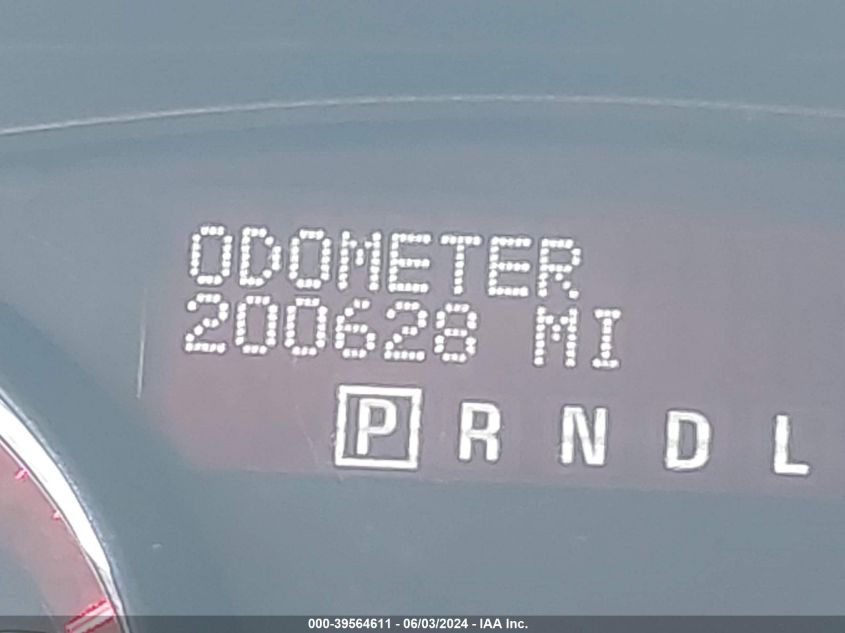 ODOMETER
200628 MI
P R N D L
000-39564611 - 06/03/2024 - IAA Inc.